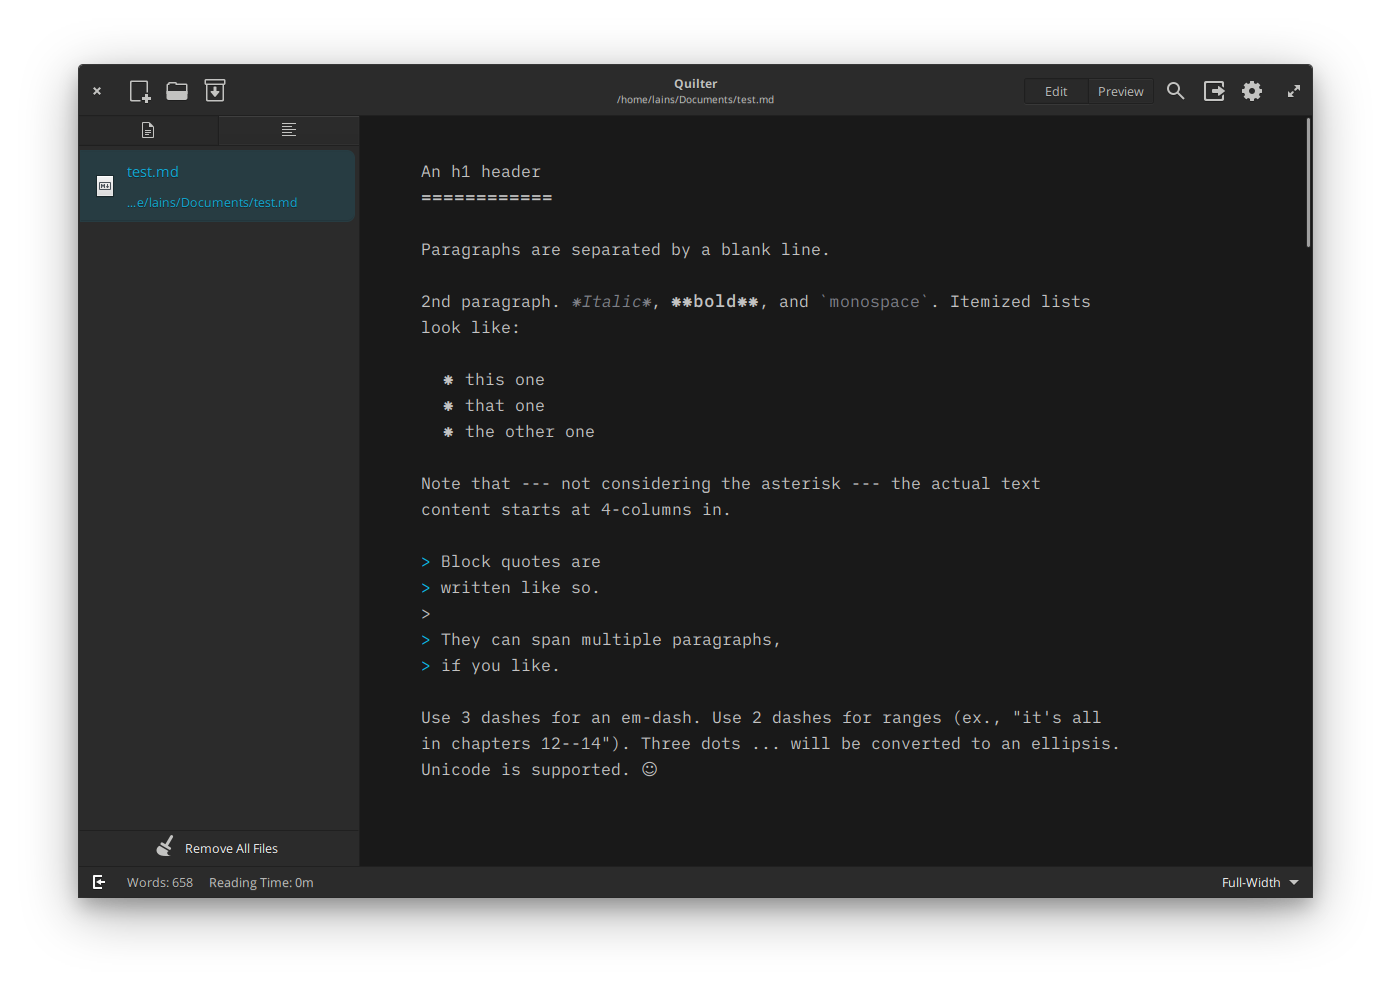 Quilter
/home/lains/Documents/test.md
Edit
Preview
test.md
...e/lains/Documents/test.md
An h1 header
=============
Paragraphs are separated by a blank line.
2nd paragraph. *Italic*, **bold**, and `monospace`. Itemized lists
look like:
* this one
* that one
* the other one
Note that --- not considering the asterisk --- the actual text
content starts at 4-columns in.
> Block quotes are
> written like so.
>
> They can span multiple paragraphs,
> if you like.
Use 3 dashes for an em-dash. Use 2 dashes for ranges (ex., "it's all
in chapters 12--14"). Three dots ... will be converted to an ellipsis.
Unicode is supported. ☺
Remove All Files
Words: 658
Reading Time: 0m
Full-Width